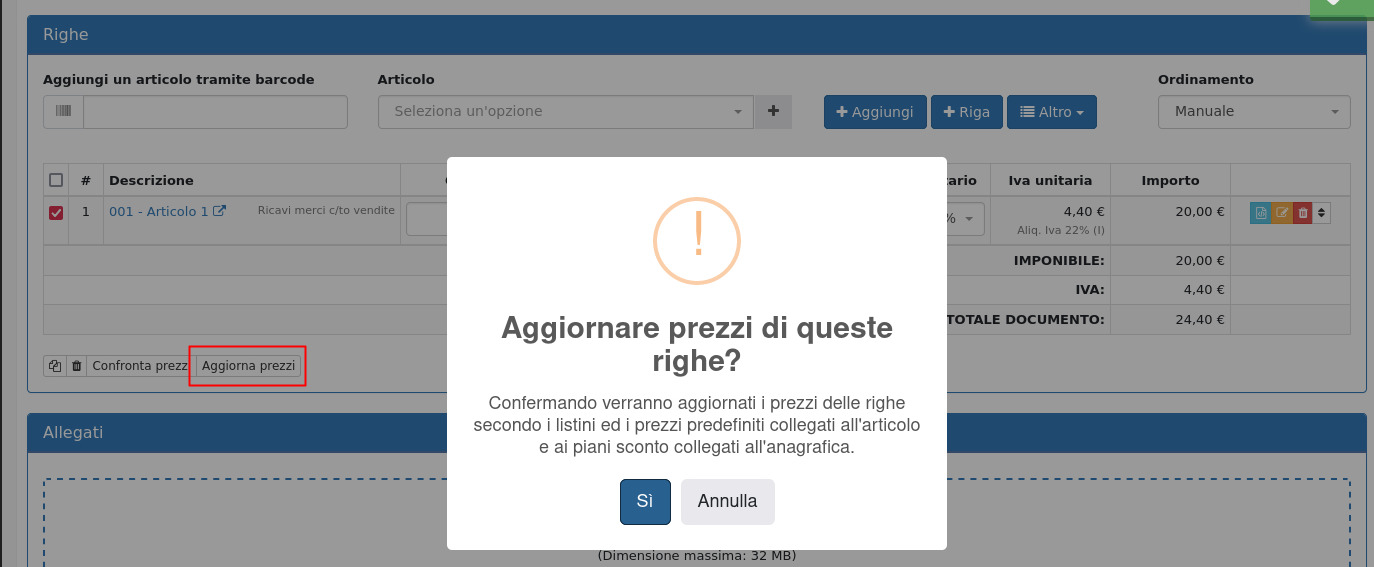 Righe
Aggiungi un articolo tramite barcode
Articolo
Ordinamento
Seleziona un'opzione
Aggiungi
Riga
Altro
Manuale
# Descrizione
Iva unitaria
Importo
1 001 - Articolo 1
Ricavi merci c/to vendite
%
4,40 €
20,00 €
Aliq. Iva 22% (I)
IMPONIBILE: 20,00 €
IVA: 4,40 €
TOTALE DOCUMENTO: 24,40 €
Confronta prezzi
Aggiorna prezzi
Aggiornare prezzi di queste
righe?
Confermando verranno aggiornati i prezzi delle righe
secondo i listini ed i prezzi predefiniti collegati all'articolo
e ai piani sconto collegati all'anagrafica.
Sì
Annulla
Allegati
(Dimensione massima: 32 MB)